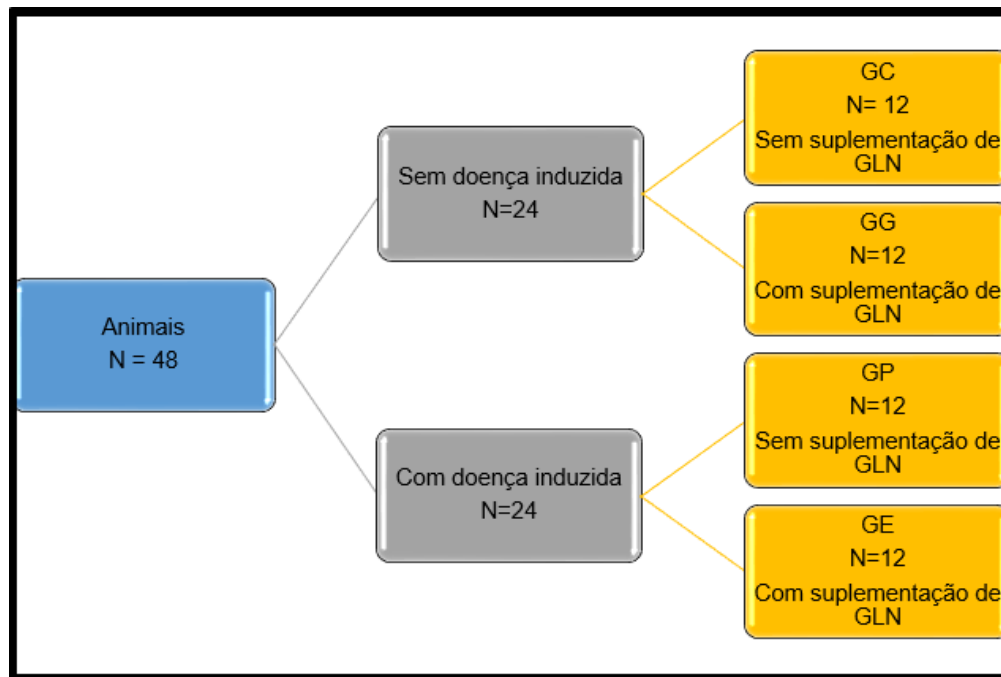 Animais
N = 48
Sem doença induzida
N=24
Com doença induzida
N=24
GC
N= 12
Sem suplementação de
GLN
GG
N=12
Com suplementação de
GLN
GP
N=12
Sem suplementação de
GLN
GE
N=12
Com suplementação de
GLN